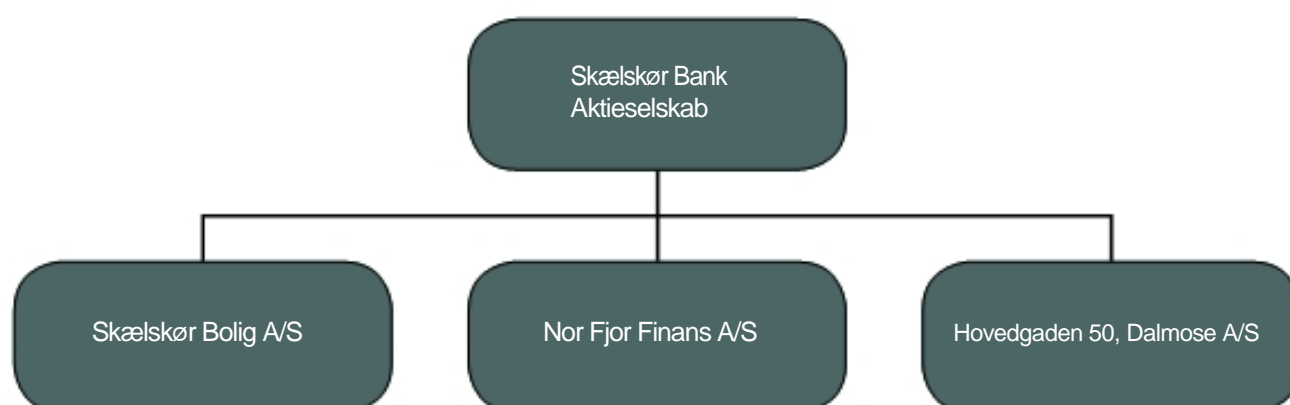 Skælskør Bank
Aktieselskab
Skælskør Bolig A/S
Nor Fjor Finans A/S
Hovedgaden 50, Dalmose A/S